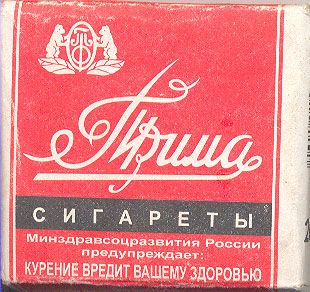 Прима
СИГАРЕТЫ
Минздравсоцразвития России
предупреждает:
КУРЕНИЕ ВРЕДИТ ВАШЕМУ ЗДОРОВЬЮ